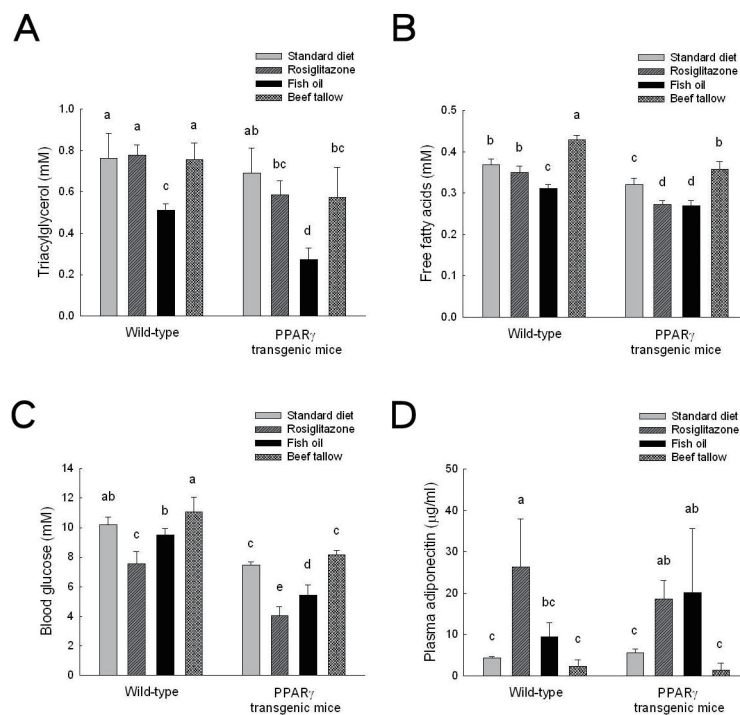 A
Standard diet
Rosiglitazone
Fish oil
Beef tallow
1.0
0.8
0.6
0.4
0.2
0.0
Triacylglycerol (mM)
a a c a ab bc d bc
Wild-type PPARγ
transgenic mice
B
Standard diet
Rosiglitazone
Fish oil
Beef tallow
0.5
0.4
0.3
0.2
0.1
0.0
Free fatty acids (mM)
b b c a c d d b
Wild-type PPARγ
transgenic mice
C
Standard diet
Rosiglitazone
Fish oil
Beef tallow
14
12
10
8
6
4
2
0
Blood glucose (mM)
ab c b a c e d c
Wild-type PPARγ
transgenic mice
D
Standard diet
Rosiglitazone
Fish oil
Beef tallow
50
40
30
20
10
0
Plasma adiponecitin (μg/ml)
c a bc c c ab ab c
Wild-type PPARγ
transgenic mice